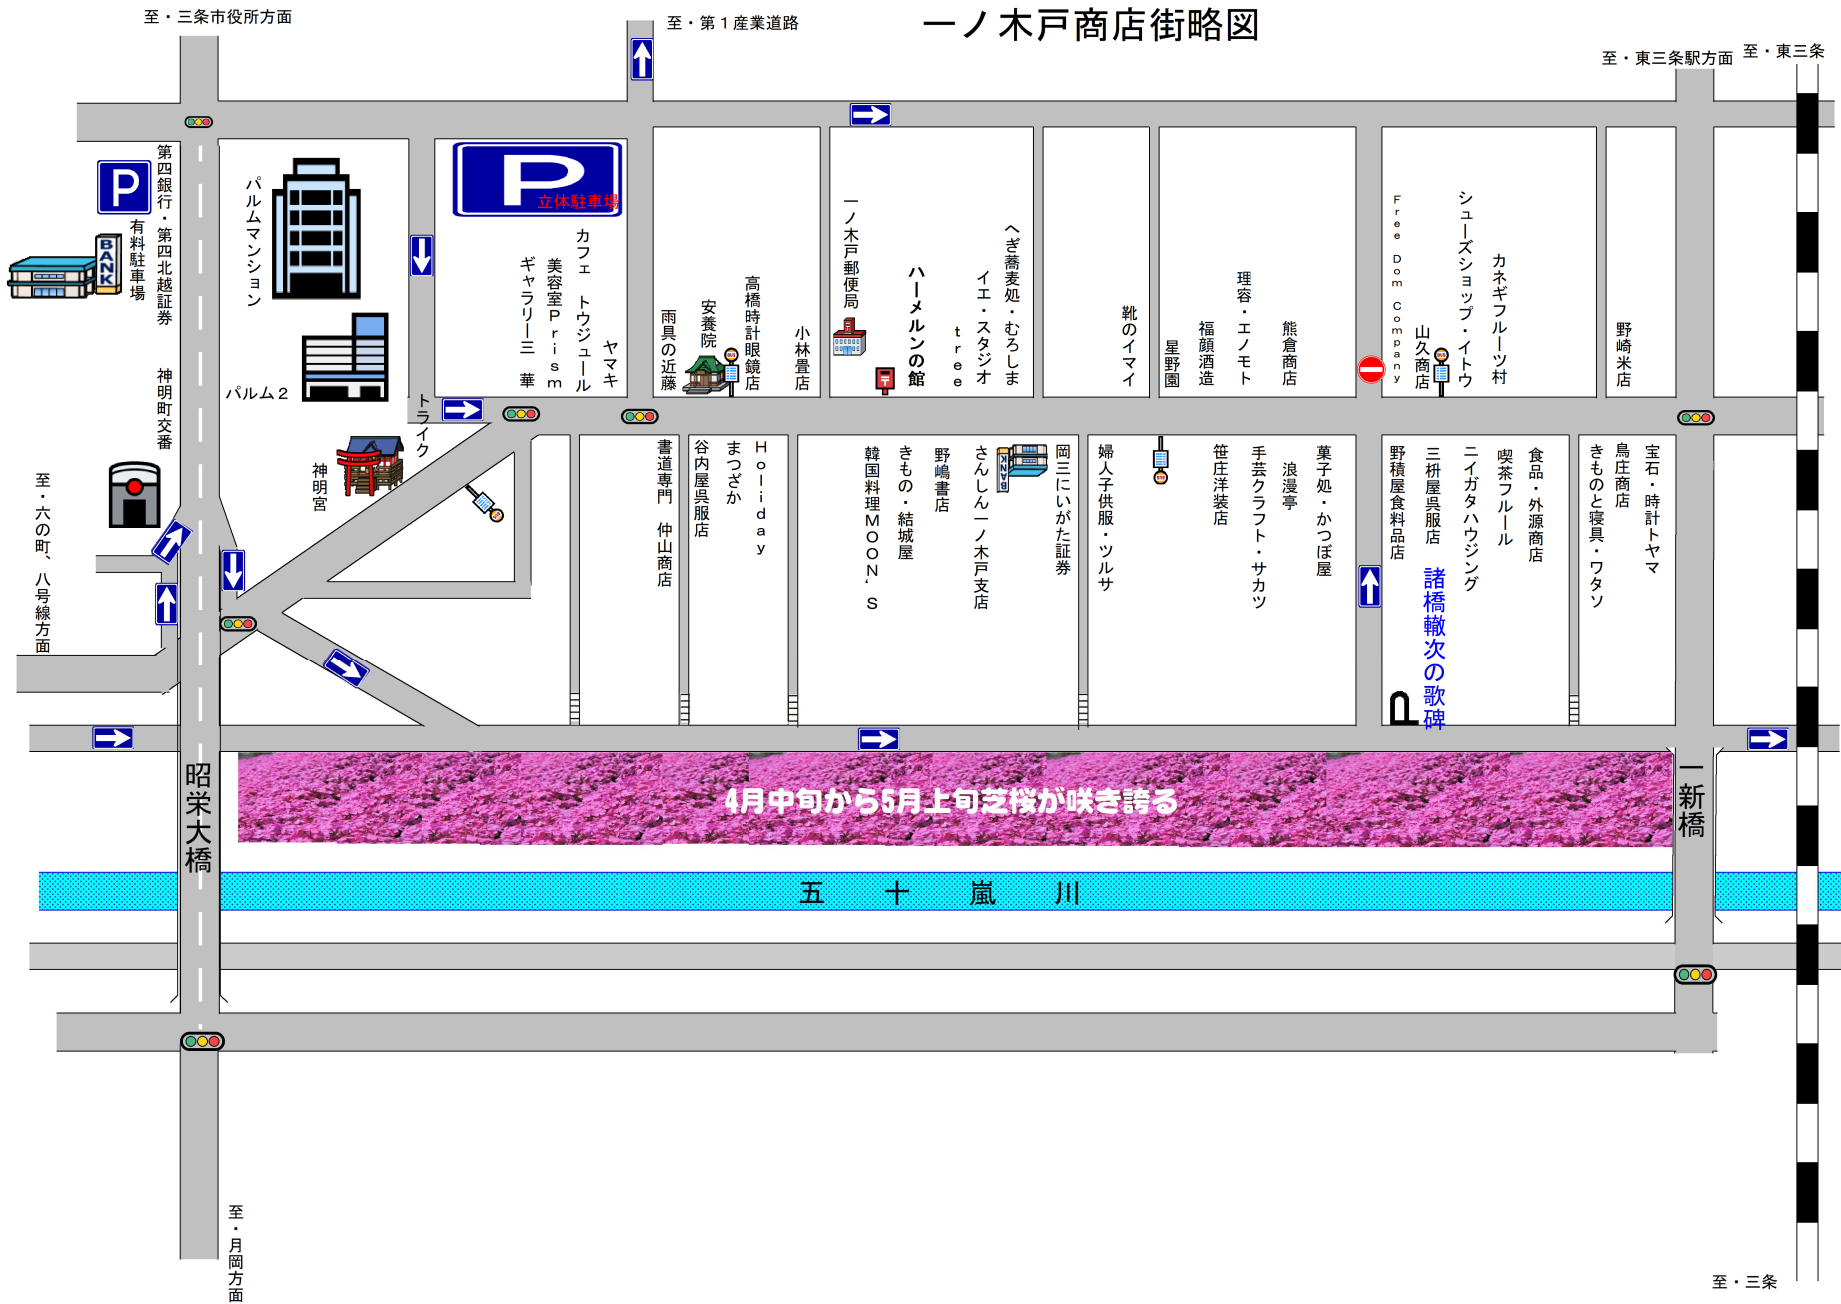 一ノ木戸商店街略図
至・三条市役所方面
至・第１産業道路
至・東三条駅方面
至・東三条
第四銀行・第四北越証券
P
有料駐車場
BANK
神明町交番
至・六の町、八号線方面
パルムマンション
パルム２
神明宮
トライク
P
立体駐車場
ギャラリー三　華
美容室Ｐｒｉｓｍ
カフェ　トウジュール
ヤマキ
雨具の近藤
安養院
BUS
高橋時計眼鏡店
小林畳店
一ノ木戸郵便局
〒
ハーメルンの館
ｔｒｅｅ
イエ・スタジオ
へぎ蕎麦処・むろしま
靴のイマイ
星野園
福顔酒造
理容・エノモト
熊倉商店
Ｆｒｅｅ　Ｄｏｍ　Ｃｏｍｐａｎｙ
山久商店
BUS
シューズショップ・イトウ
カネギフルーツ村
野崎米店
BUS
書道専門　仲山商店
谷内屋呉服店
まつざか
Ｈｏｌｉｄａｙ
韓国料理ＭＯＯＮ‘Ｓ
きもの・結城屋
野嶋書店
さんしん一ノ木戸支店
BANK
岡三にいがた証券
婦人子供服・ツルサ
BUS
笹庄洋装店
手芸クラフト・サカツ
浪漫亭
菓子処・かつぼ屋
野積屋食料品店
三枡屋呉服店
諸橋轍次の歌碑
ニイガタハウジング
喫茶フルール
食品・外源商店
きものと寝具・ワタソ
鳥庄商店
宝石・時計トヤマ
昭栄大橋
4月中旬から5月上旬芝桜が咲き誇る
一新橋
五十嵐川
至・月岡方面
至・三条